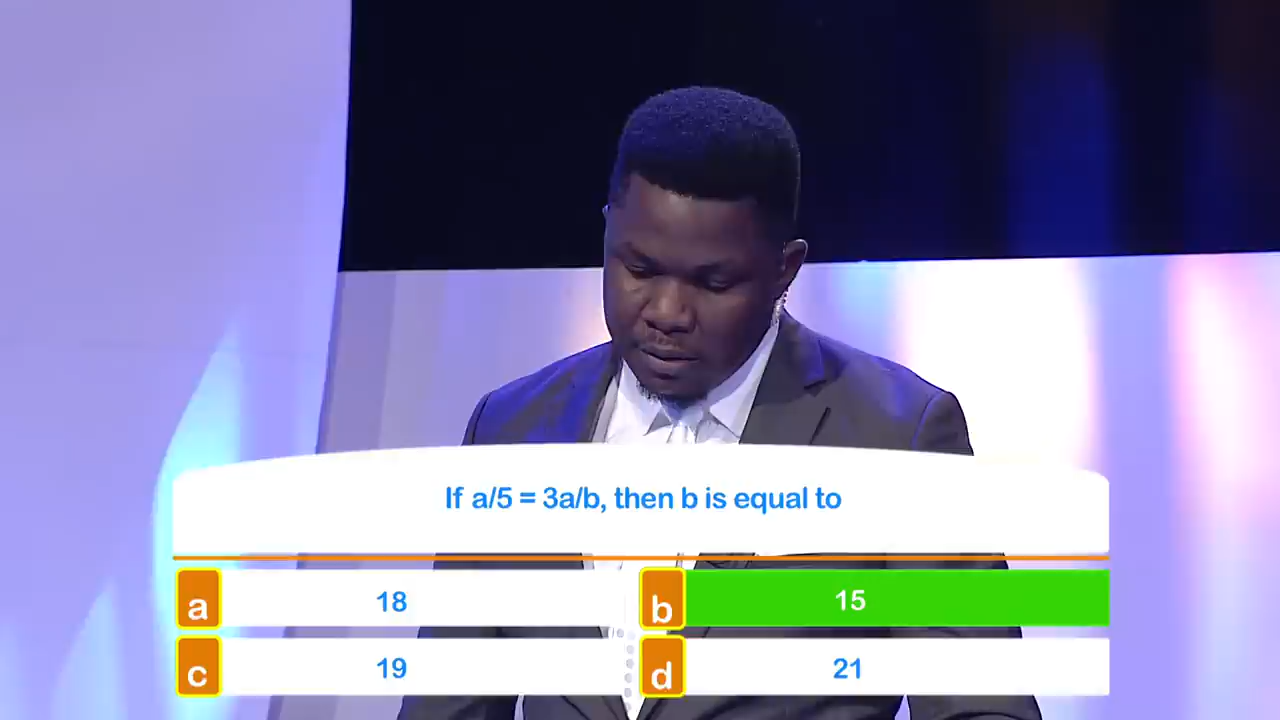 If a/5 = 3a/b, then b is equal to
a 18
b 15
c 19
d 21